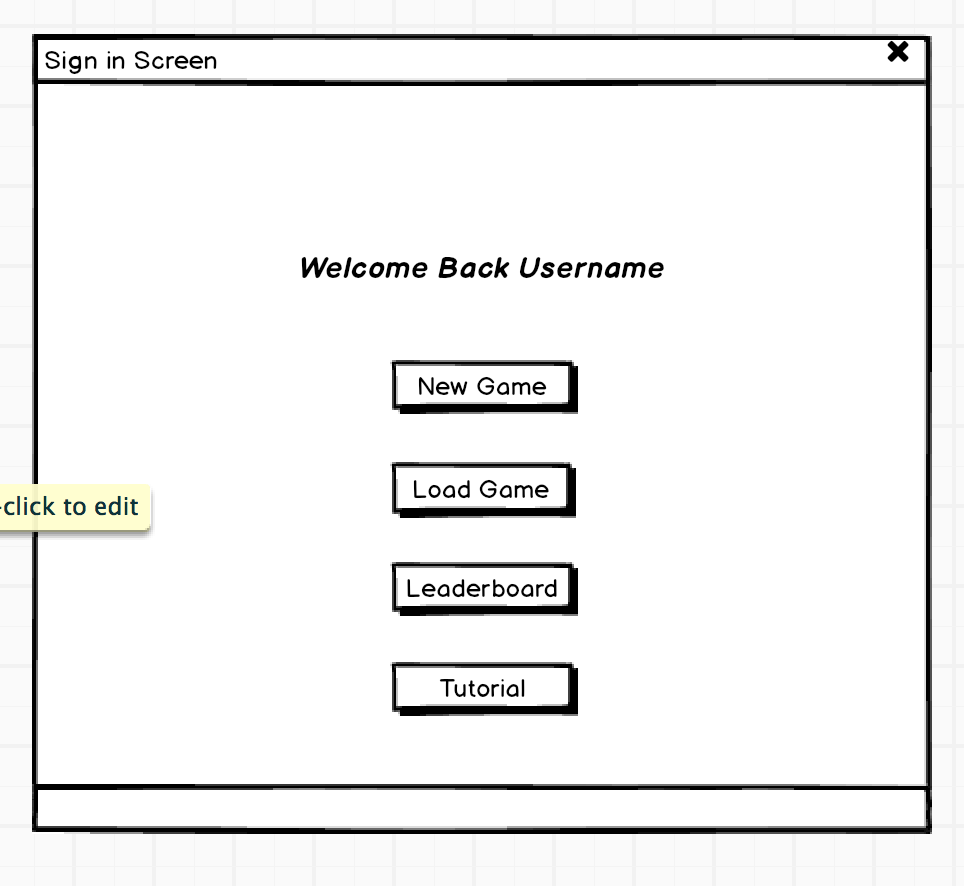 Sign in Screen
Welcome Back Username
New Game
Load Game
-click to edit
Leaderboard
Tutorial